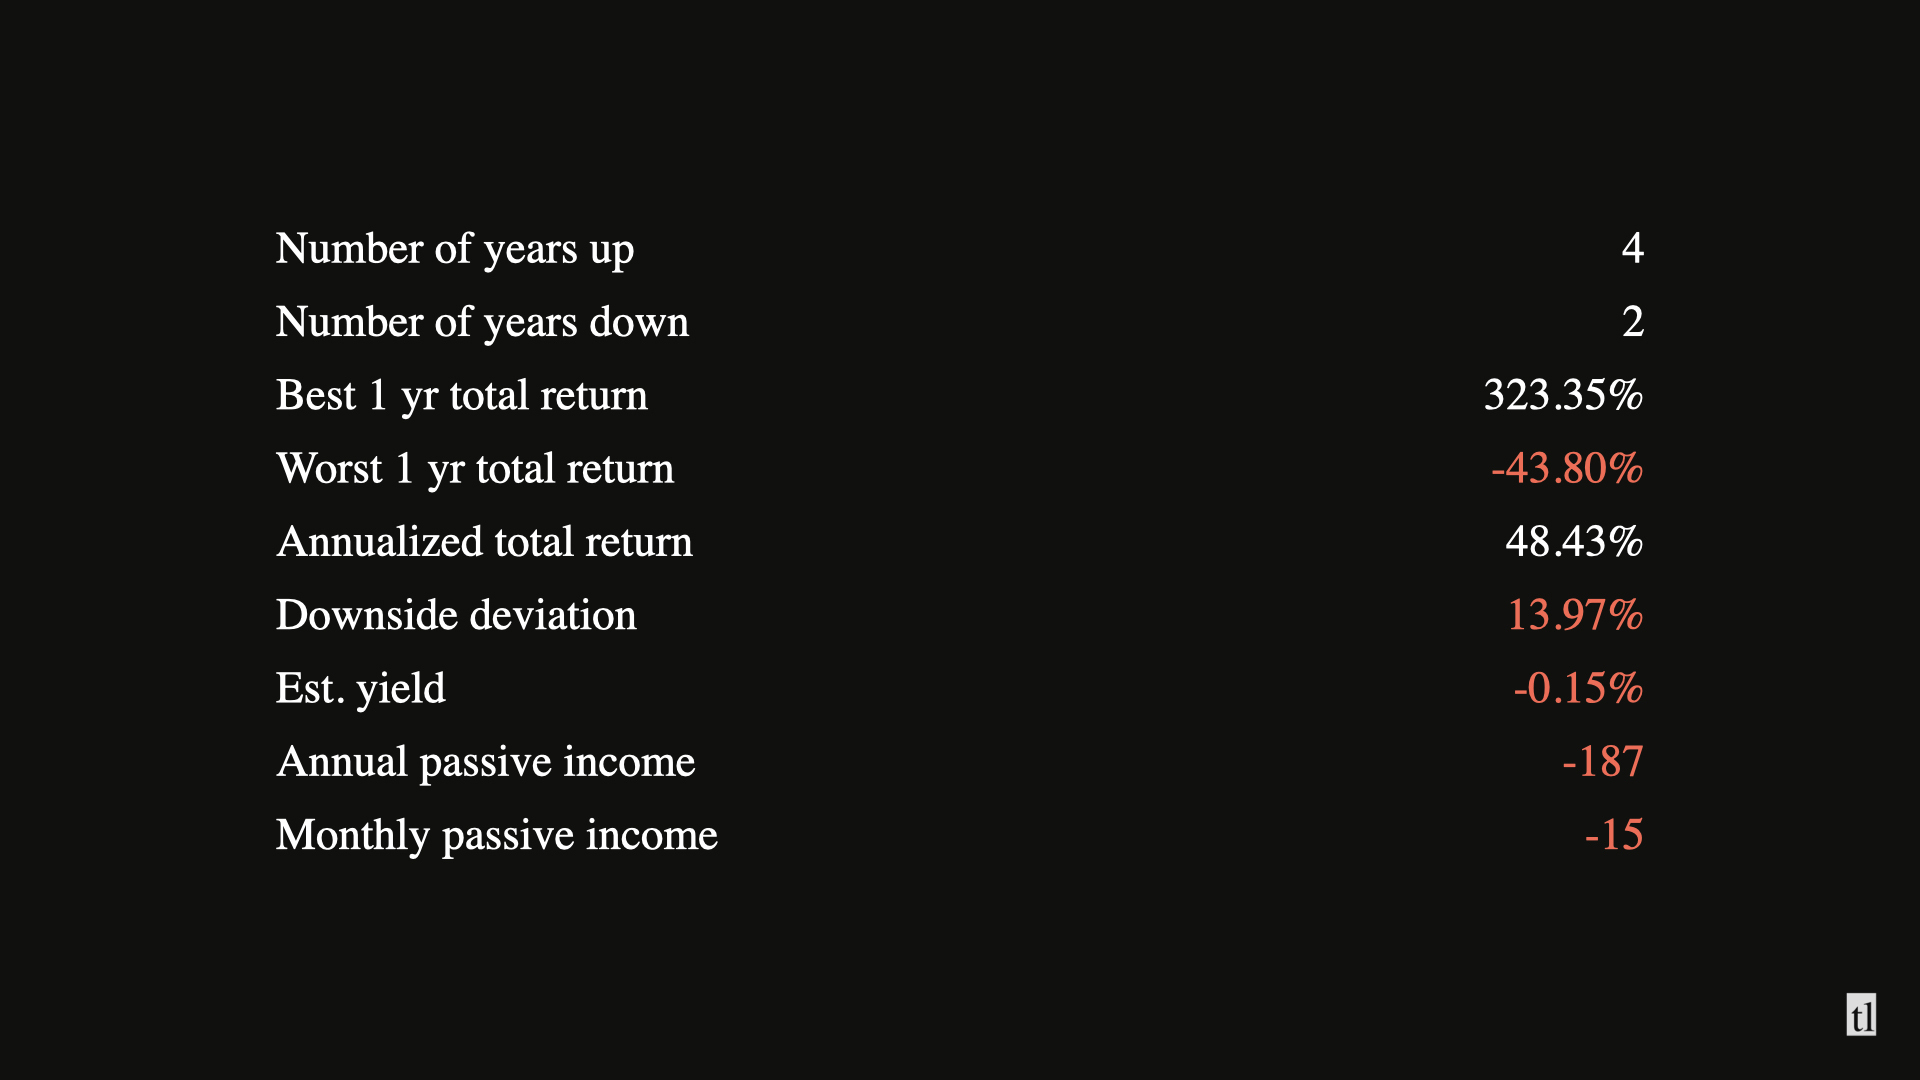 Number of years up 4
Number of years down 2
Best 1 yr total return 323.35%
Worst 1 yr total return -43.80%
Annualized total return 48.43%
Downside deviation 13.97%
Est. yield -0.15%
Annual passive income -187
Monthly passive income -15
tl